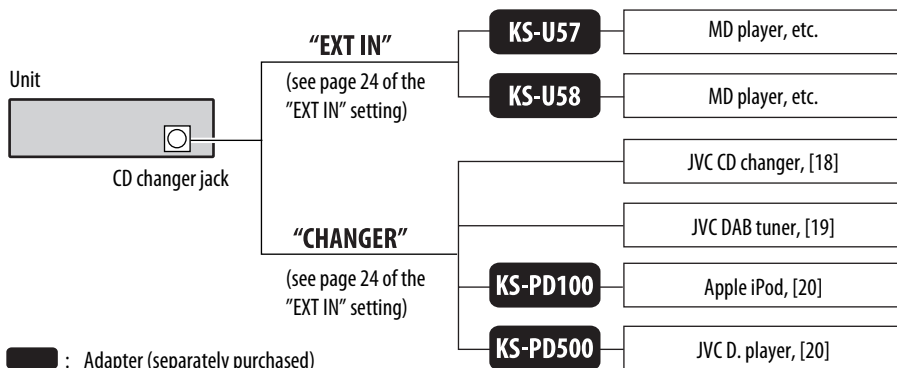 Unit
CD changer jack
“EXT IN”
(see page 24 of the
”EXT IN” setting)
KS-U57
MD player, etc.
KS-U58
MD player, etc.
“CHANGER”
(see page 24 of the
”EXT IN” setting)
JVC CD changer, [18]
JVC DAB tuner, [19]
KS-PD100
Apple iPod, [20]
KS-PD500
JVC D. player, [20]
: Adapter (separately purchased)